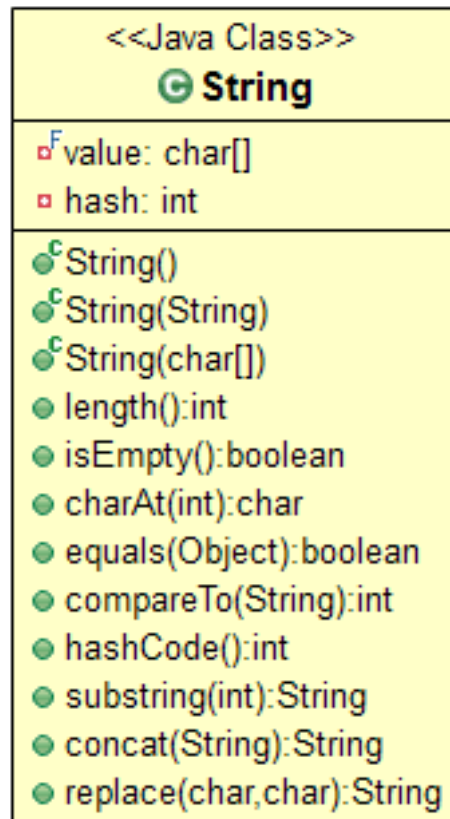 <<Java Class>>
C String
F value: char[]
hash: int
C String()
C String(String)
C String(char[])
length():int
isEmpty():boolean
charAt(int):char
equals(Object):boolean
compareTo(String):int
hashCode():int
substring(int):String
concat(String):String
replace(char,char):String